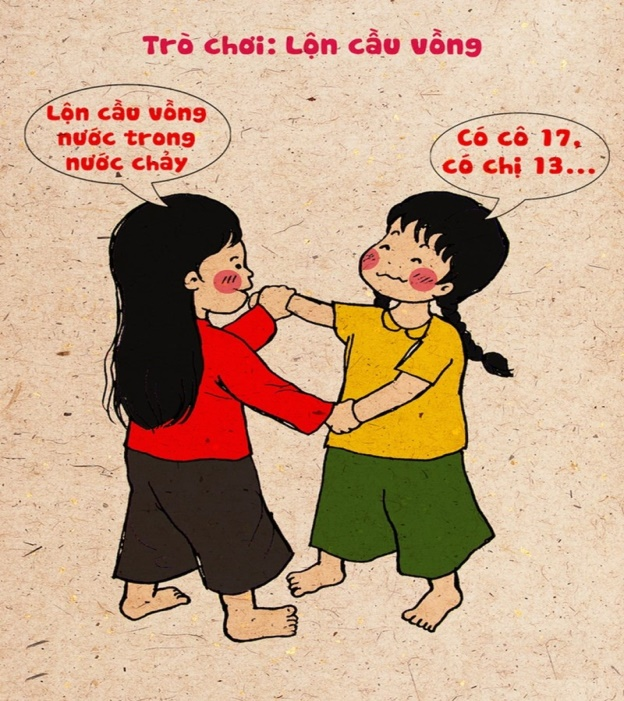 Trò chơi: Lộn cầu vồng
Lộn cầu vồng
nước trong
nước chảy
Có cô 17,
có chị 13...